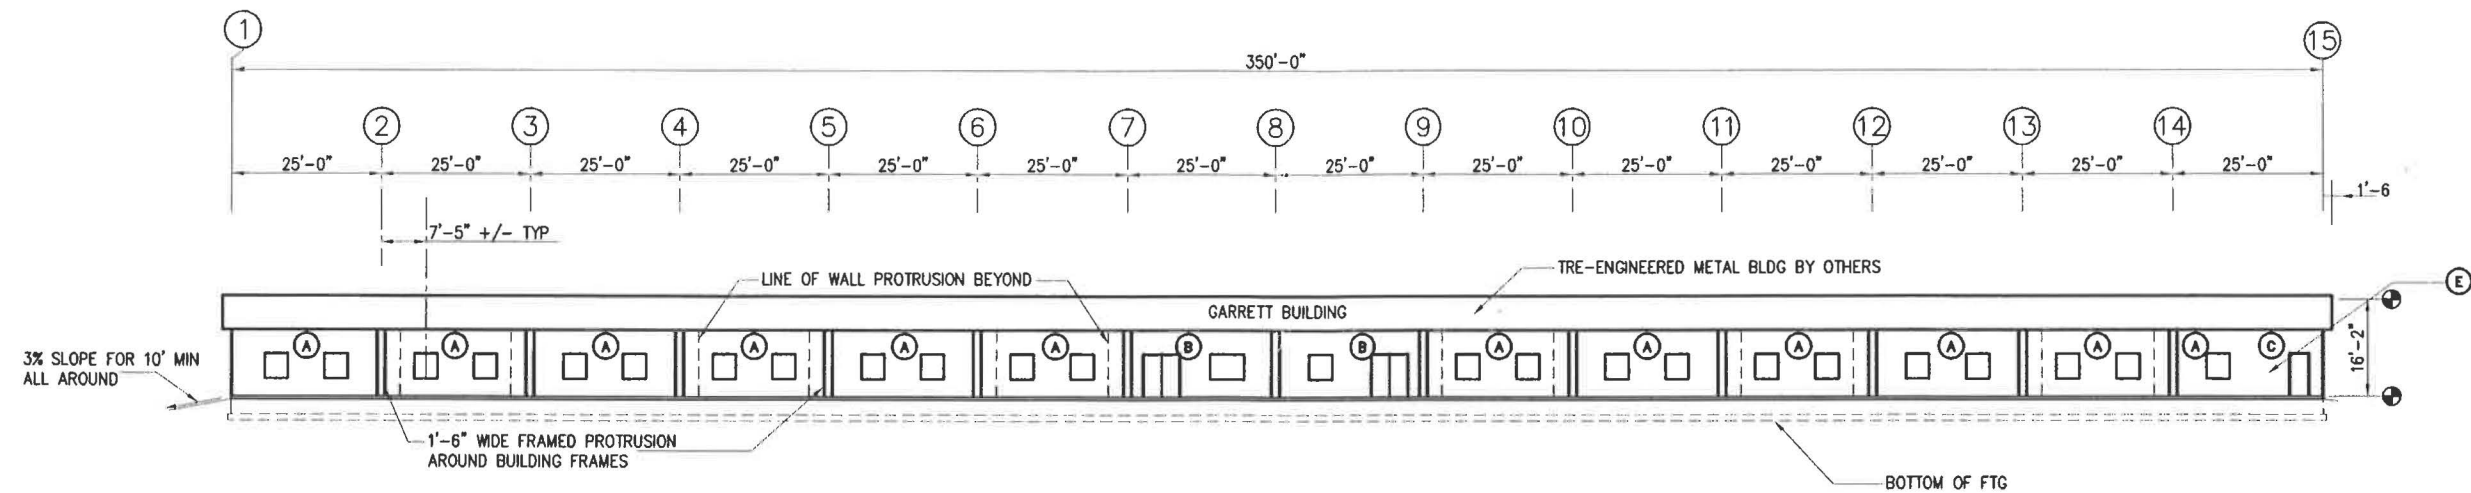 1
15
350'-0"
2
3
4
5
6
7
8
9
10
11
12
13
14
25'-0"
25'-0"
25'-0"
25'-0"
25'-0"
25'-0"
25'-0"
25'-0"
25'-0"
25'-0"
25'-0"
25'-0"
25'-0"
25'-0"
1'-6
7'-5" +/- TYP
LINE OF WALL PROTRUSION BEYOND
TRE-ENGINEERED METAL BLDG BY OTHERS
E
GARRETT BUILDING
A
A
A
A
A
A
B
B
A
A
A
A
A
A
C
16'-2"
3% SLOPE FOR 10' MIN
ALL AROUND
1'-6" WIDE FRAMED PROTRUSION
AROUND BUILDING FRAMES
BOTTOM OF FTG